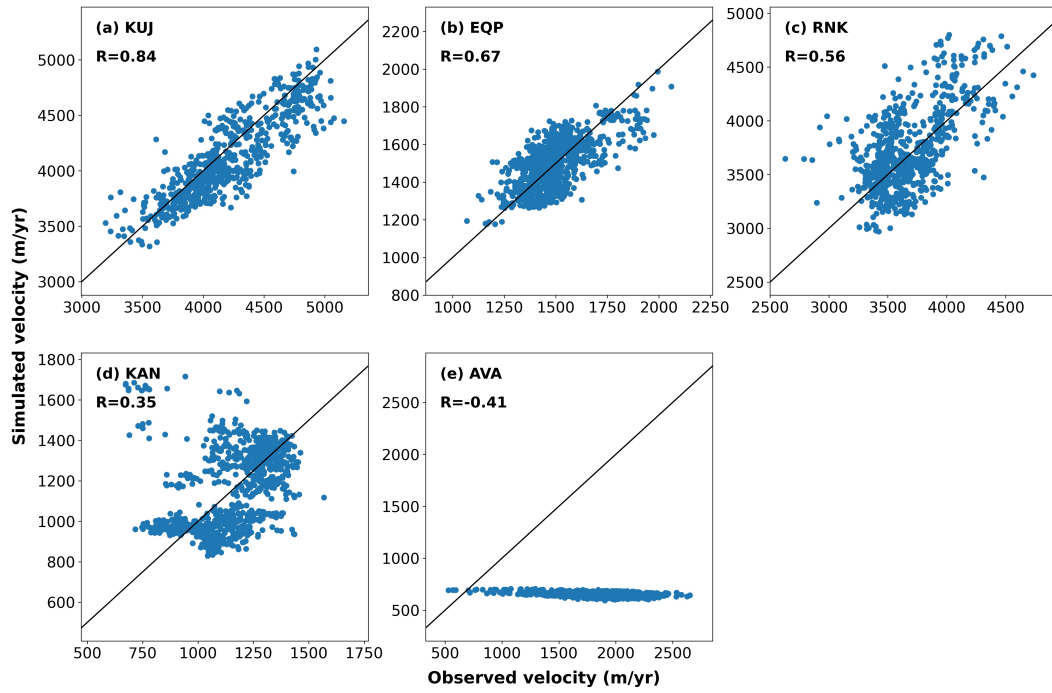 (a) KUJ
R=0.84
5000
4500
4000
3500
3000
3000 3500 4000 4500 5000
(b) EQP
R=0.67
2200
2000
1800
1600
1400
1200
1000
800
1000 1250 1500 1750 2000 2250
(c) RNK
R=0.56
5000
4500
4000
3500
3000
2500
2500 3000 3500 4000 4500
Simulated velocity (m/yr)
(d) KAN
R=0.35
1800
1600
1400
1200
1000
800
600
500 750 1000 1250 1500 1750
(e) AVA
R=-0.41
2500
2000
1500
1000
500
500 1000 1500 2000 2500
Observed velocity (m/yr)